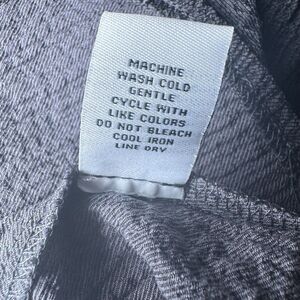 MACHINE
WASH COLD
GENTLE
CYCLE WITH
LIKE COLORS
DO NOT BLEACH
COOL IRON
LINE DRY